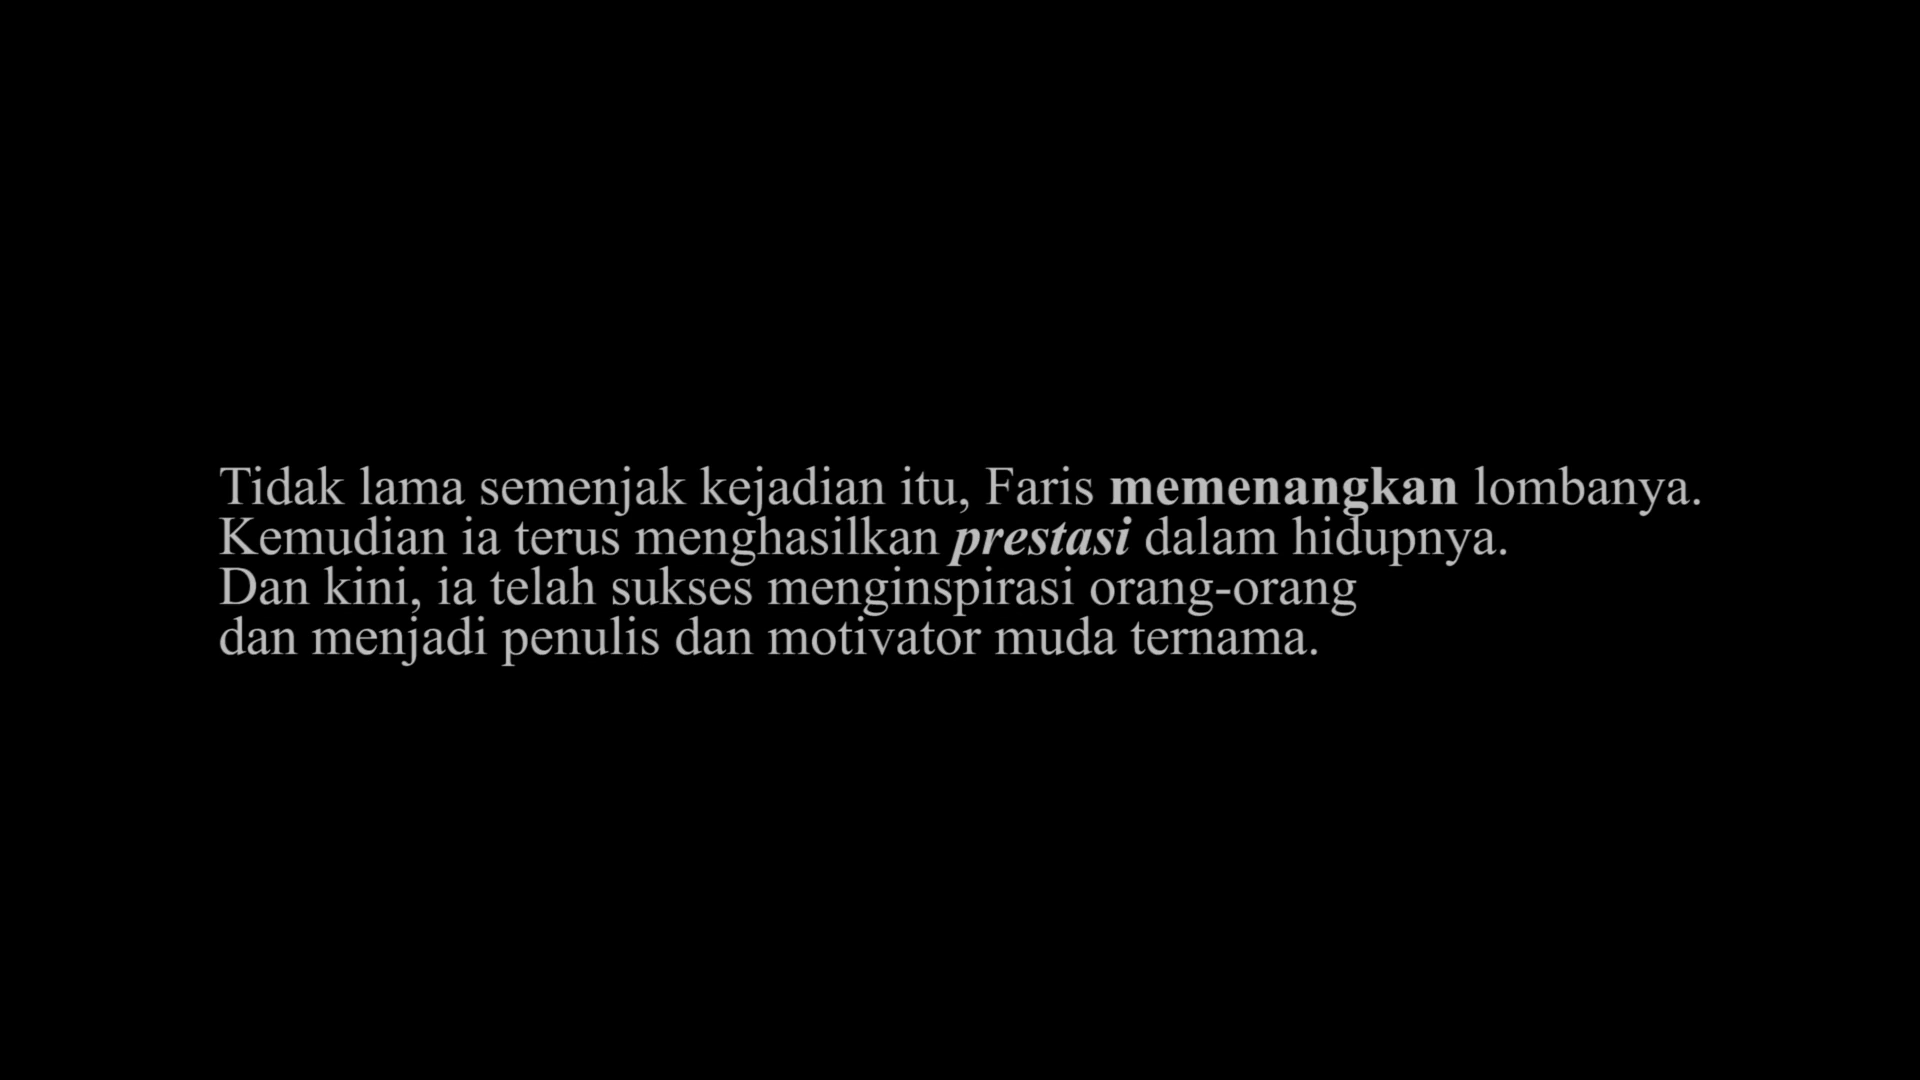 Tidak lama semenjak kejadian itu, Faris memenangkan lombanya.
Kemudian ia terus menghasilkan prestasi dalam hidupnya.
Dan kini, ia telah sukses menginspirasi orang-orang
dan menjadi penulis dan motivator muda ternama.